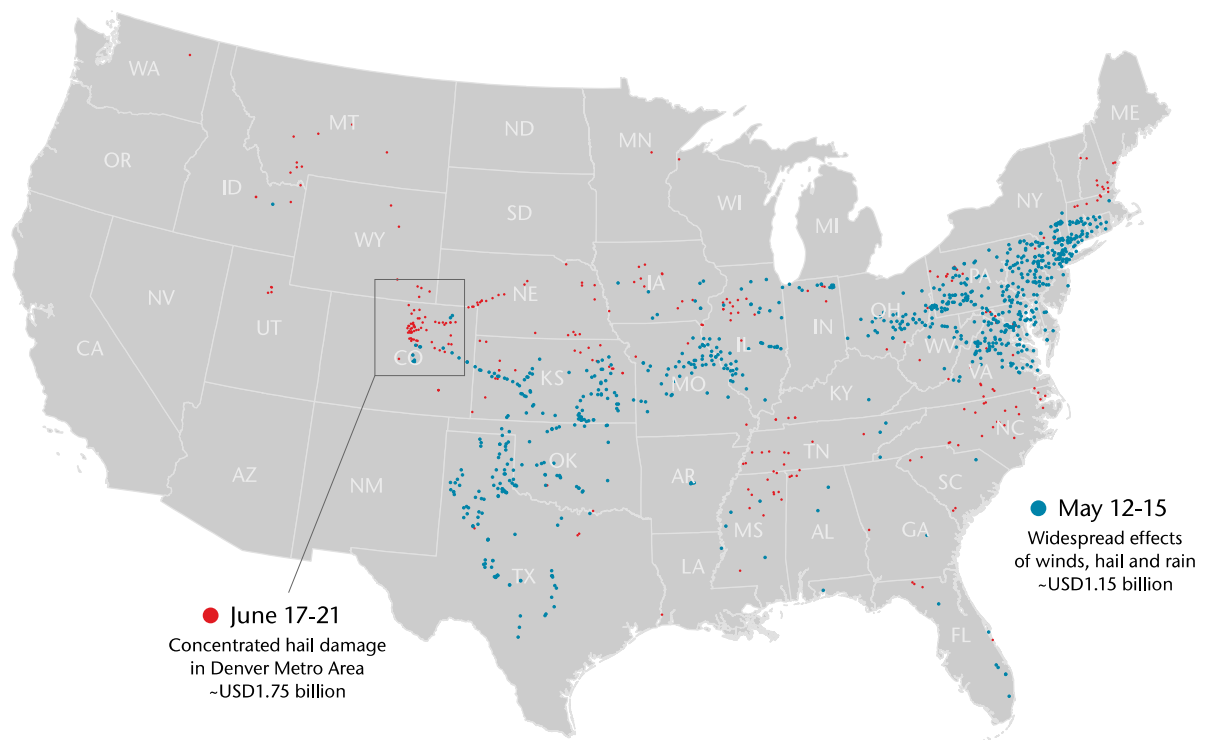 WA
MT
ND
MN
ME
OR
ID
SD
WI
NY
MI
WY
NV
NE
IA
PA
UT
OH
IN
IL
CA
CO
KS
MO
WV
VA
KY
NC
TN
AZ
NM
OK
AR
SC
MS
AL
GA
LA
TX
FL
May 12-15
Widespread effects
of winds, hail and rain
~USD1.15 billion
June 17-21
Concentrated hail damage
in Denver Metro Area
~USD1.75 billion